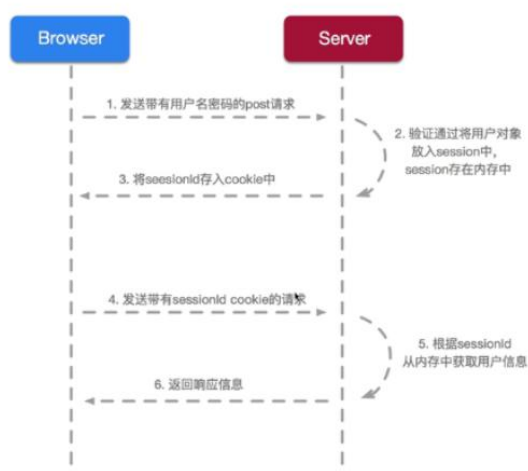 Browser
Server
1. 发送带有用户名密码的post请求
2. 验证通过将用户对象
放入session中,
session存在内存中
3. 将seesionId存入cookie中
4. 发送带有sessionId cookie的请求
5. 根据sessionId
从内存中获取用户信息
6. 返回响应信息